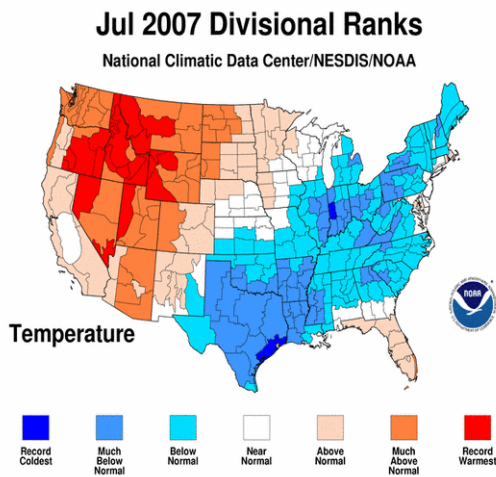 Jul 2007 Divisional Ranks
National Climatic Data Center/NESDIS/NOAA
NOAA
Temperature
Record
Coldest
Much
Below
Normal
Below
Normal
Near
Normal
Above
Normal
Much
Above
Normal
Record
Warmest